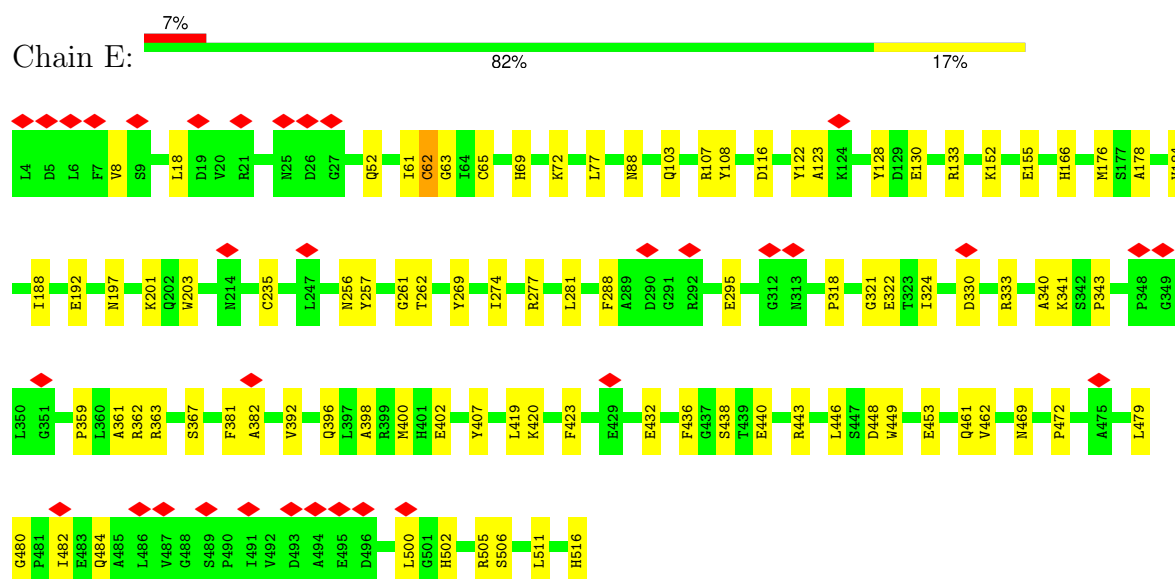 7%
Chain E:
82% 17%
L4 D5 L6 F7 V8 S9 L18 D19 V20 R21 N25 D26 G27 Q52 I61 C62 G63 I64 C65 H69 K72 L77 N88 Q103 R107 Y108 D116 Y122 A123 K124 Y128 D129 E130 R133 K152 E155 H166 M176 S177 A178
I188 E192 N197 K201 Q202 W203 N214 C235 L247 N256 Y257 G261 T262 Y269 I274 R277 L281 F288 A289 D290 G291 R292 E295 G312 N313 P318 G321 E322 T323 I324 D330 R333 A340 K341 S342 P343 P348 G349
L350 G351 P359 L360 A361 R362 R363 S367 F381 A382 V392 Q396 L397 A398 R399 M400 H401 E402 Y407 L419 K420 F423 E429 E432 F436 G437 S438 T439 E440 R443 L446 S447 D448 W449 E453 Q461 V462 N469 P472 A475 L479
G480 P481 I482 E483 Q484 A485 L486 V487 G488 S489 P490 I491 V492 D493 A494 E495 D496 L500 G501 H502 R505 S506 L511 H516